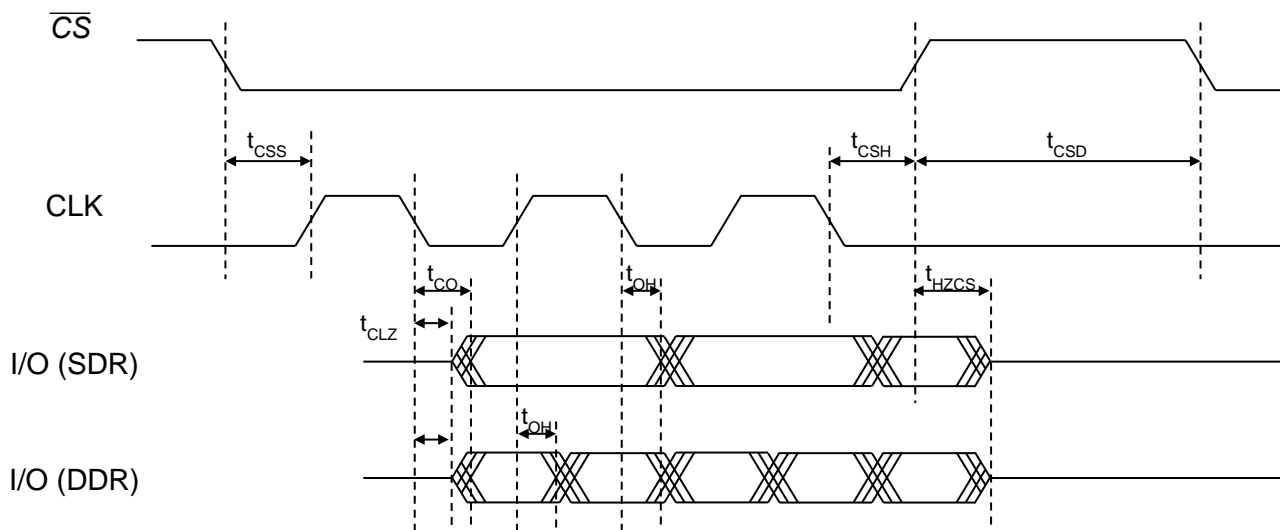 CS
tCSS
tCSH
tCSD
CLK
tCO
tOH
tHZCS
tCLZ
I/O (SDR)
tOH
I/O (DDR)